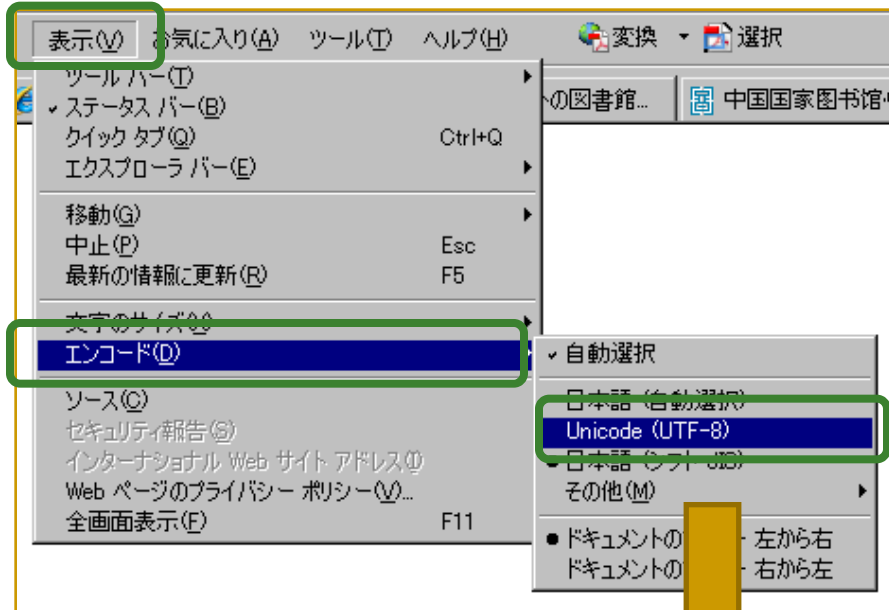 表示(V) お気に入り(A) ツール(T) ヘルプ(H) 変換 選択
ツール バー(T)
の図書館... 中国国家图书馆
ステータス バー(B)
クイック タブ(Q) Ctrl+Q
エクスプローラ バー(E)
移動(G)
中止(P) Esc
最新の情報に更新(R) F5
文字のサイズ(X)
エンコード(D)
自動選択
ソース(C)
日本語 (自動選択)
セキュリティ報告(S)
Unicode (UTF-8)
インターナショナル Web サイト アドレス(I)
日本語 (シフト JIS)
Web ページのプライバシー ポリシー(V)...
その他(M)
全画面表示(F) F11
ドキュメントの 左から右
ドキュメントの 右から左